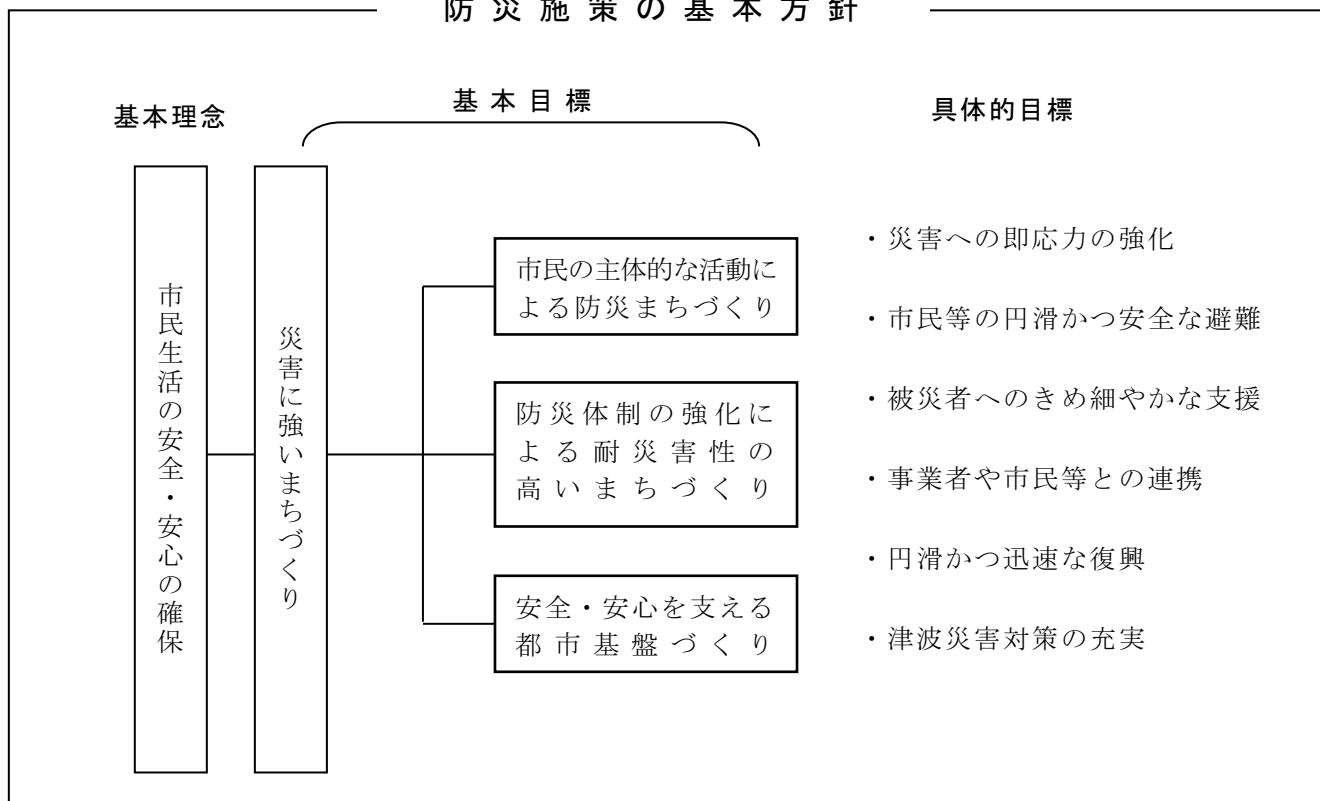 防災施策の基本方針
基本理念
基本目標
具体的目標
市民生活の安全・安心の確保
災害に強いまちづくり
市民の主体的な活動に
よる防災まちづくり
防災体制の強化に
よる耐災害性の
高いまちづくり
安全・安心を支える
都市基盤づくり
・災害への即応力の強化
・市民等の円滑かつ安全な避難
・被災者へのきめ細やかな支援
・事業者や市民等との連携
・円滑かつ迅速な復興
・津波災害対策の充実